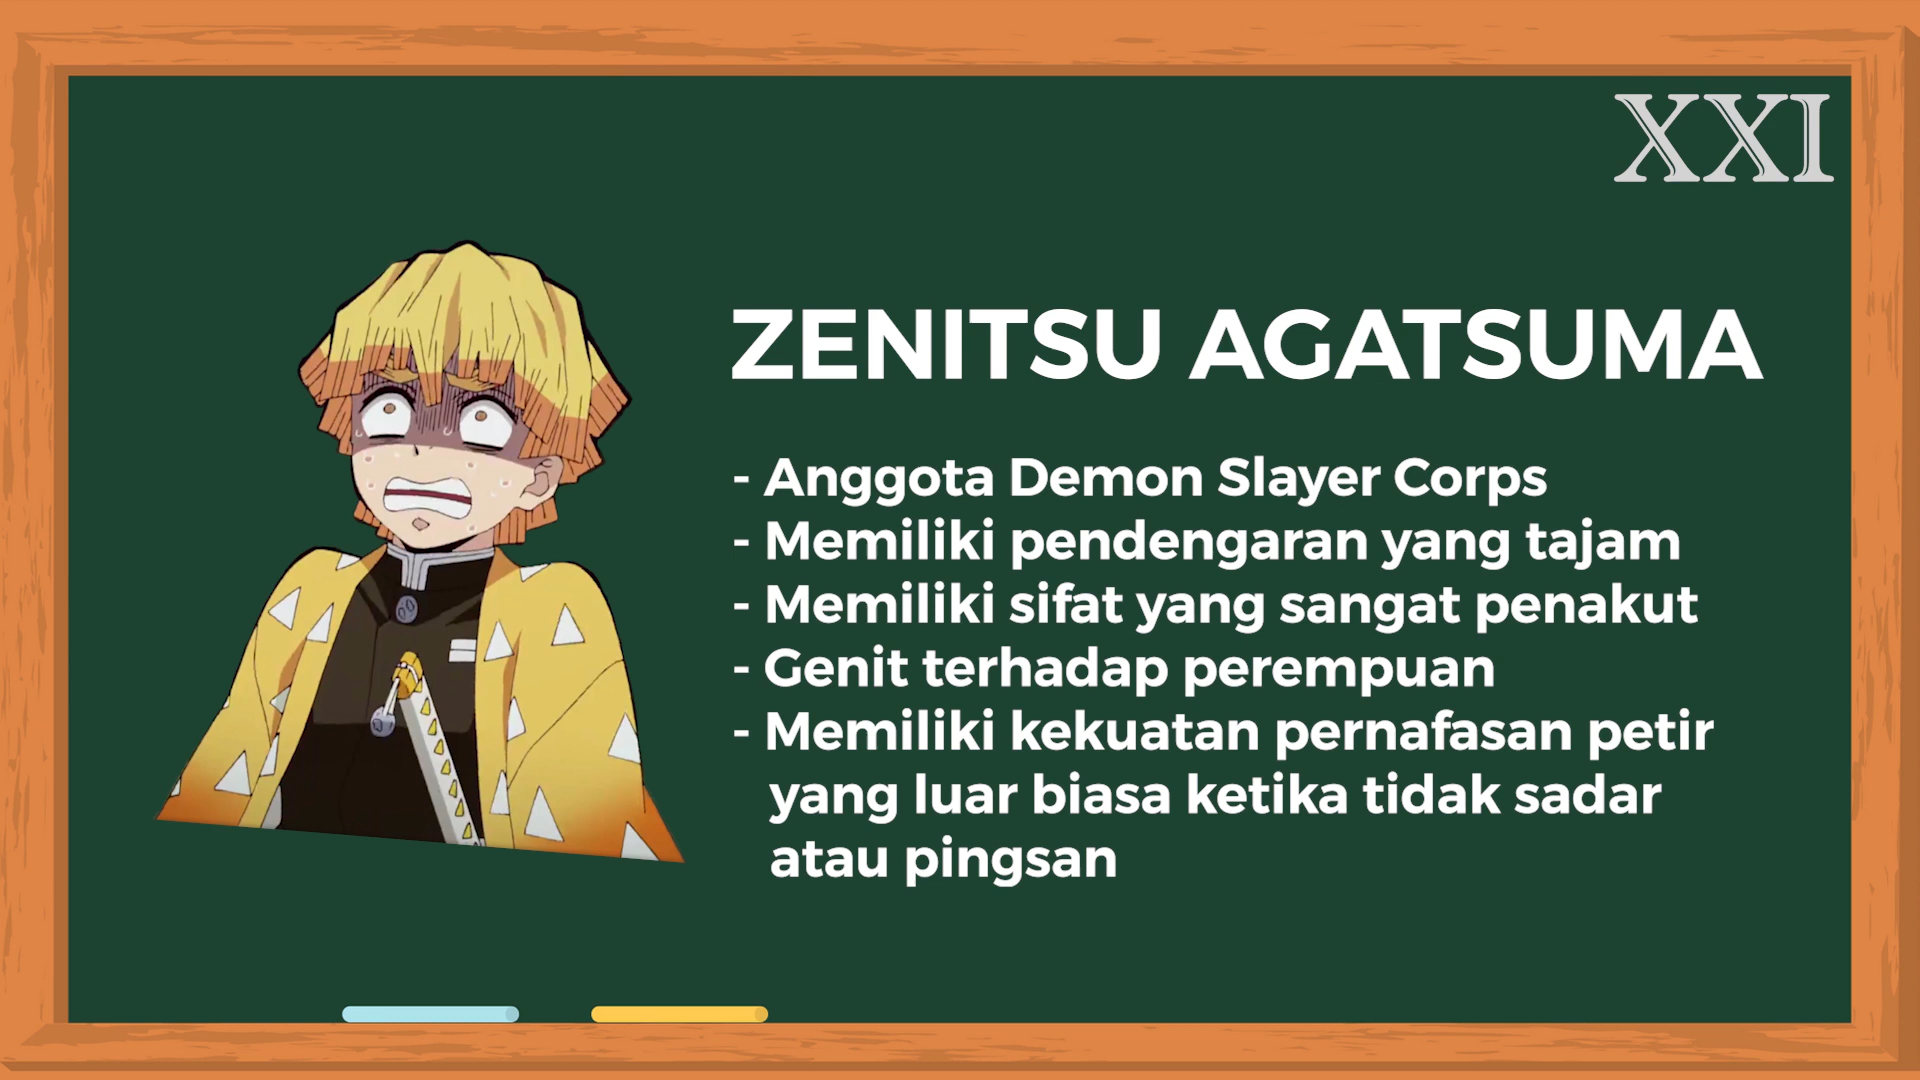 XXI
ZENITSU AGATSUMA
- Anggota Demon Slayer Corps
- Memiliki pendengaran yang tajam
- Memiliki sifat yang sangat penakut
- Genit terhadap perempuan
- Memiliki kekuatan pernafasan petir
yang luar biasa ketika tidak sadar
atau pingsan